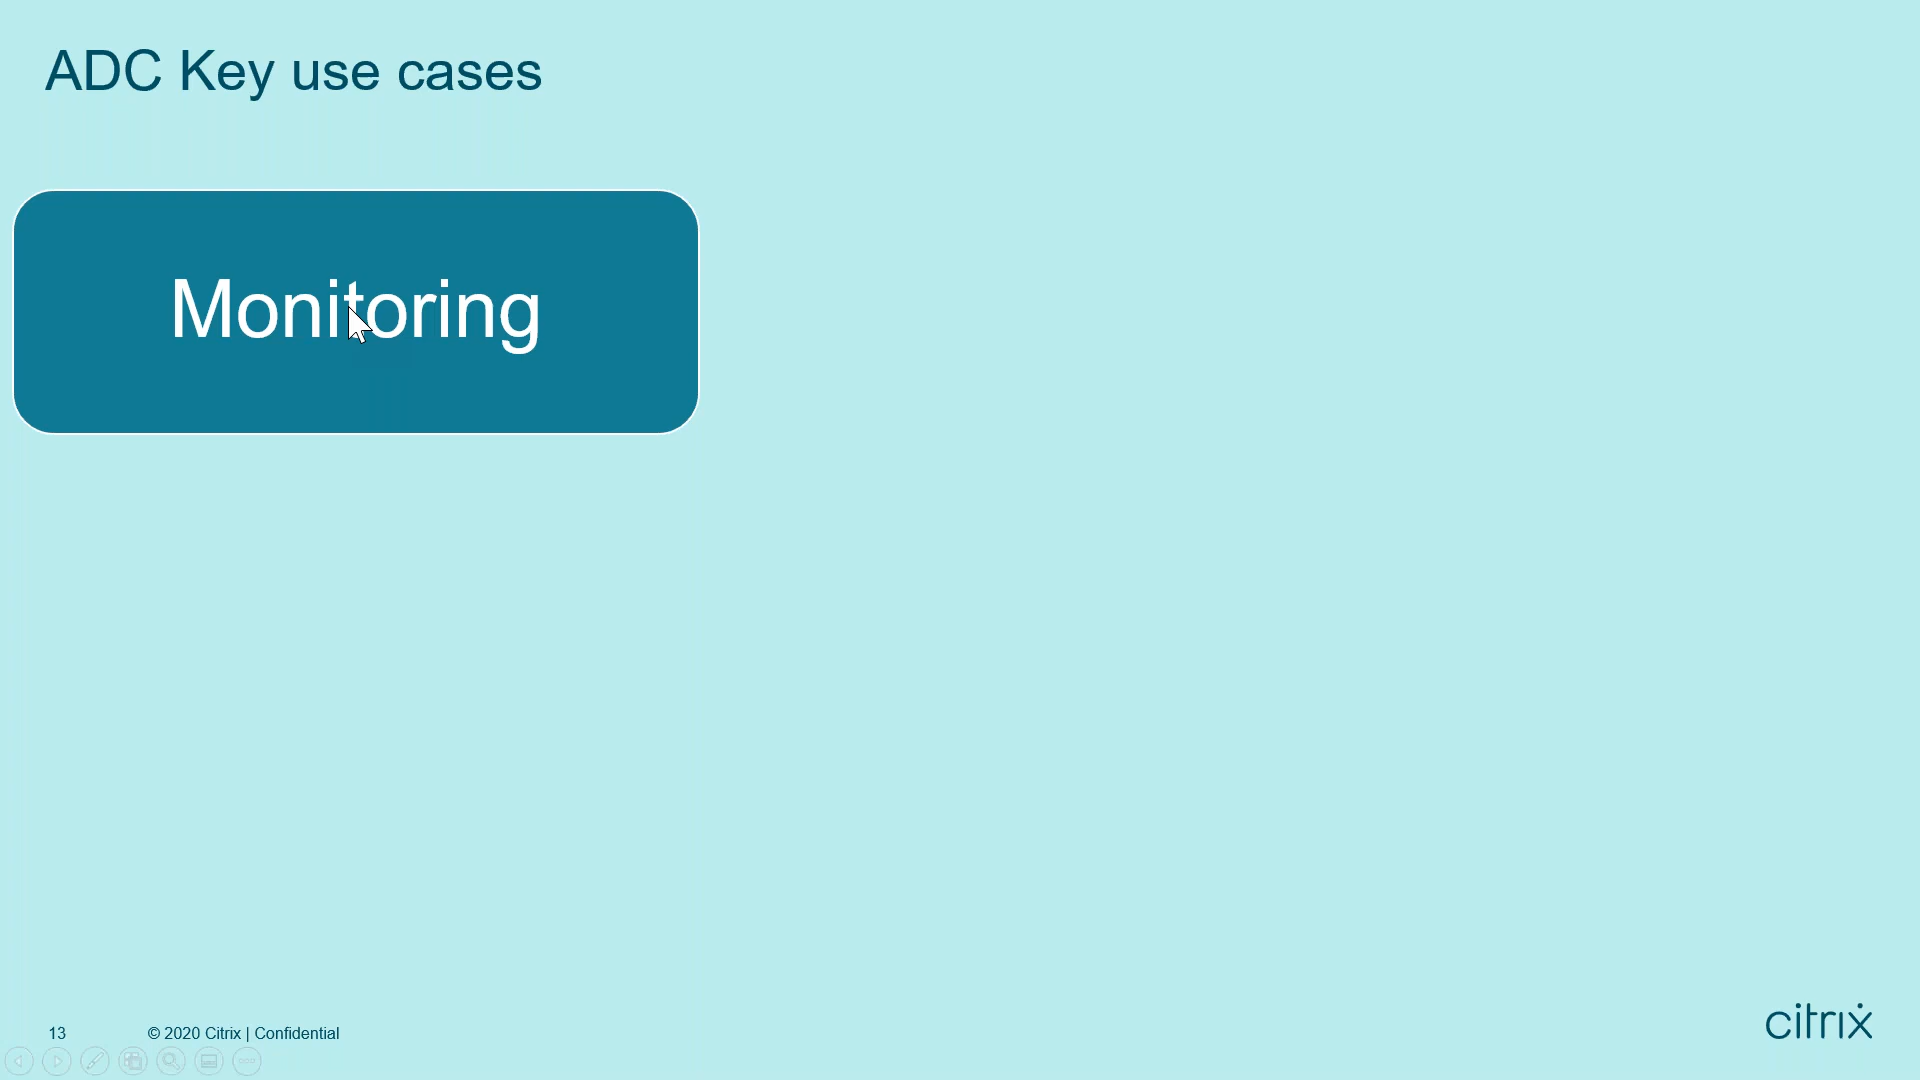 ADC Key use cases
Monitoring
13 © 2020 Citrix | Confidential
citrix